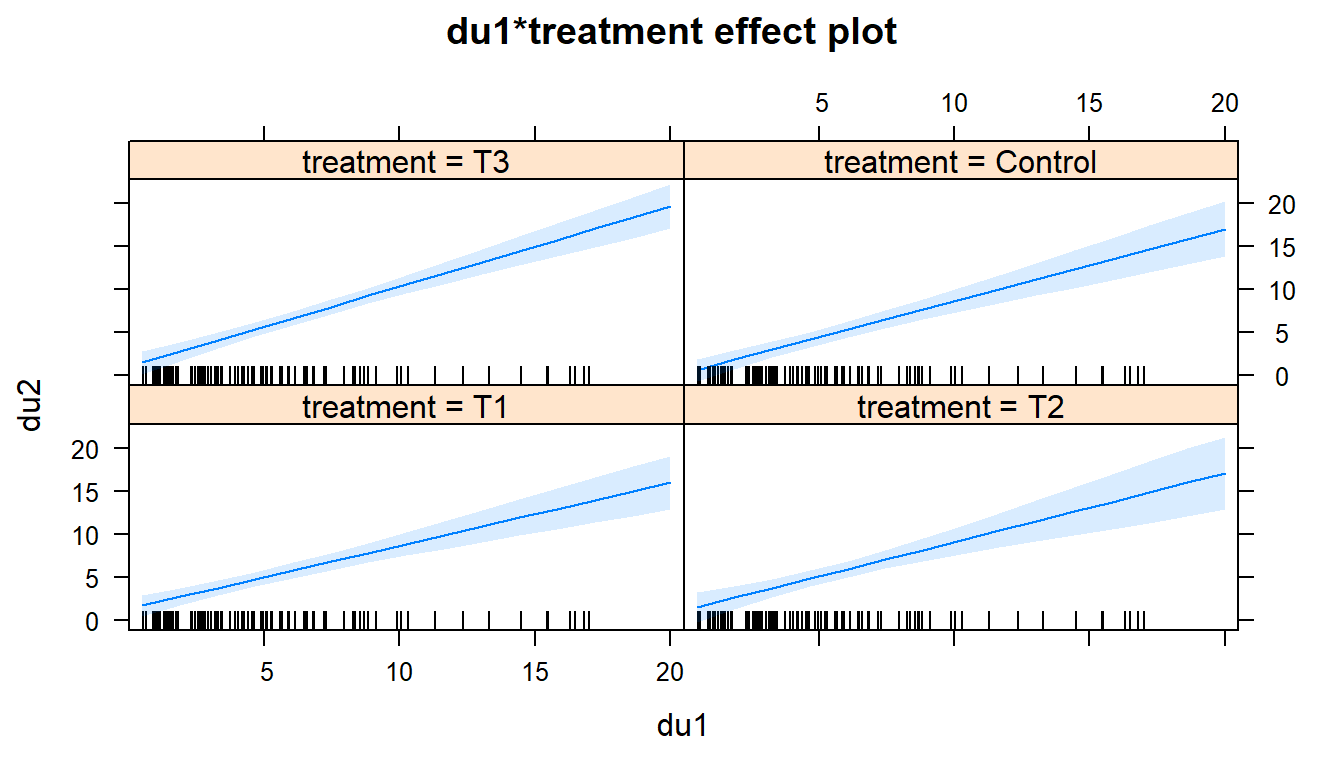 du1*treatment effect plot
5 10 15 20
treatment = T3 treatment = Control
20
15
10
5
0
treatment = T1 treatment = T2
20
15
10
5
0
5 10 15 20
du2
du1